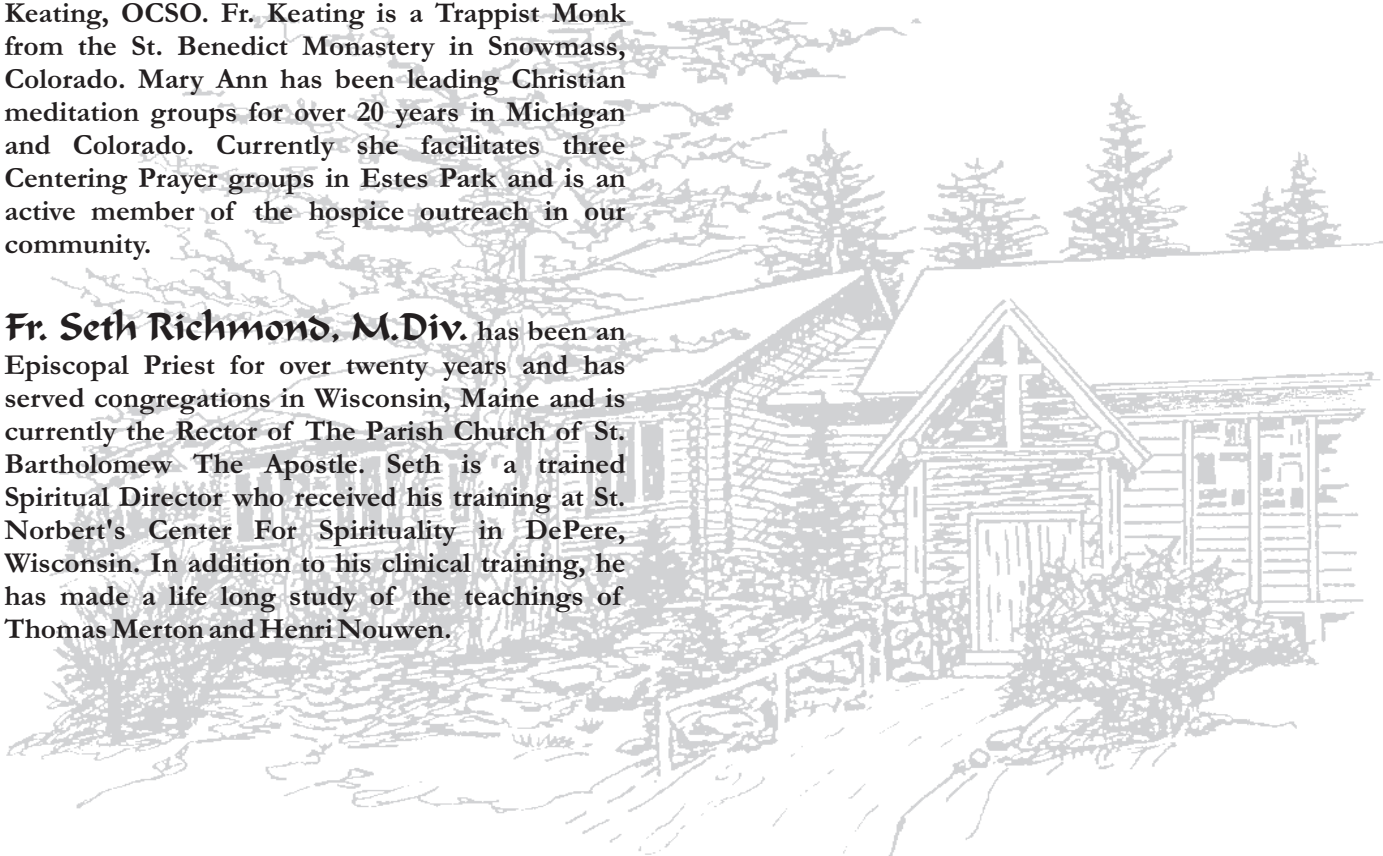 Keating, OCSO. Fr. Keating is a Trappist Monk
from the St. Benedict Monastery in Snowmass,
Colorado. Mary Ann has been leading Christian
meditation groups for over 20 years in Michigan
and Colorado. Currently she facilitates three
Centering Prayer groups in Estes Park and is an
active member of the hospice outreach in our
community.
Fr. Seth Richmond, M.Div. has been an
Episcopal Priest for over twenty years and has
served congregations in Wisconsin, Maine and is
currently the Rector of The Parish Church of St.
Bartholomew The Apostle. Seth is a trained
Spiritual Director who received his training at St.
Norbert's Center For Spirituality in DePere,
Wisconsin. In addition to his clinical training, he
has made a life long study of the teachings of
Thomas Merton and Henri Nouwen.